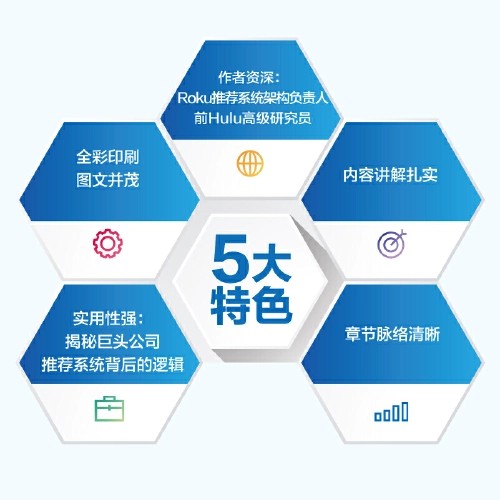 作者资深：
Roku推荐系统架构负责人
前Hulu高级研究员
全彩印刷
图文并茂
内容讲解扎实
5大
特色
实用性强：
揭秘巨头公司
推荐系统背后的逻辑
章节脉络清晰